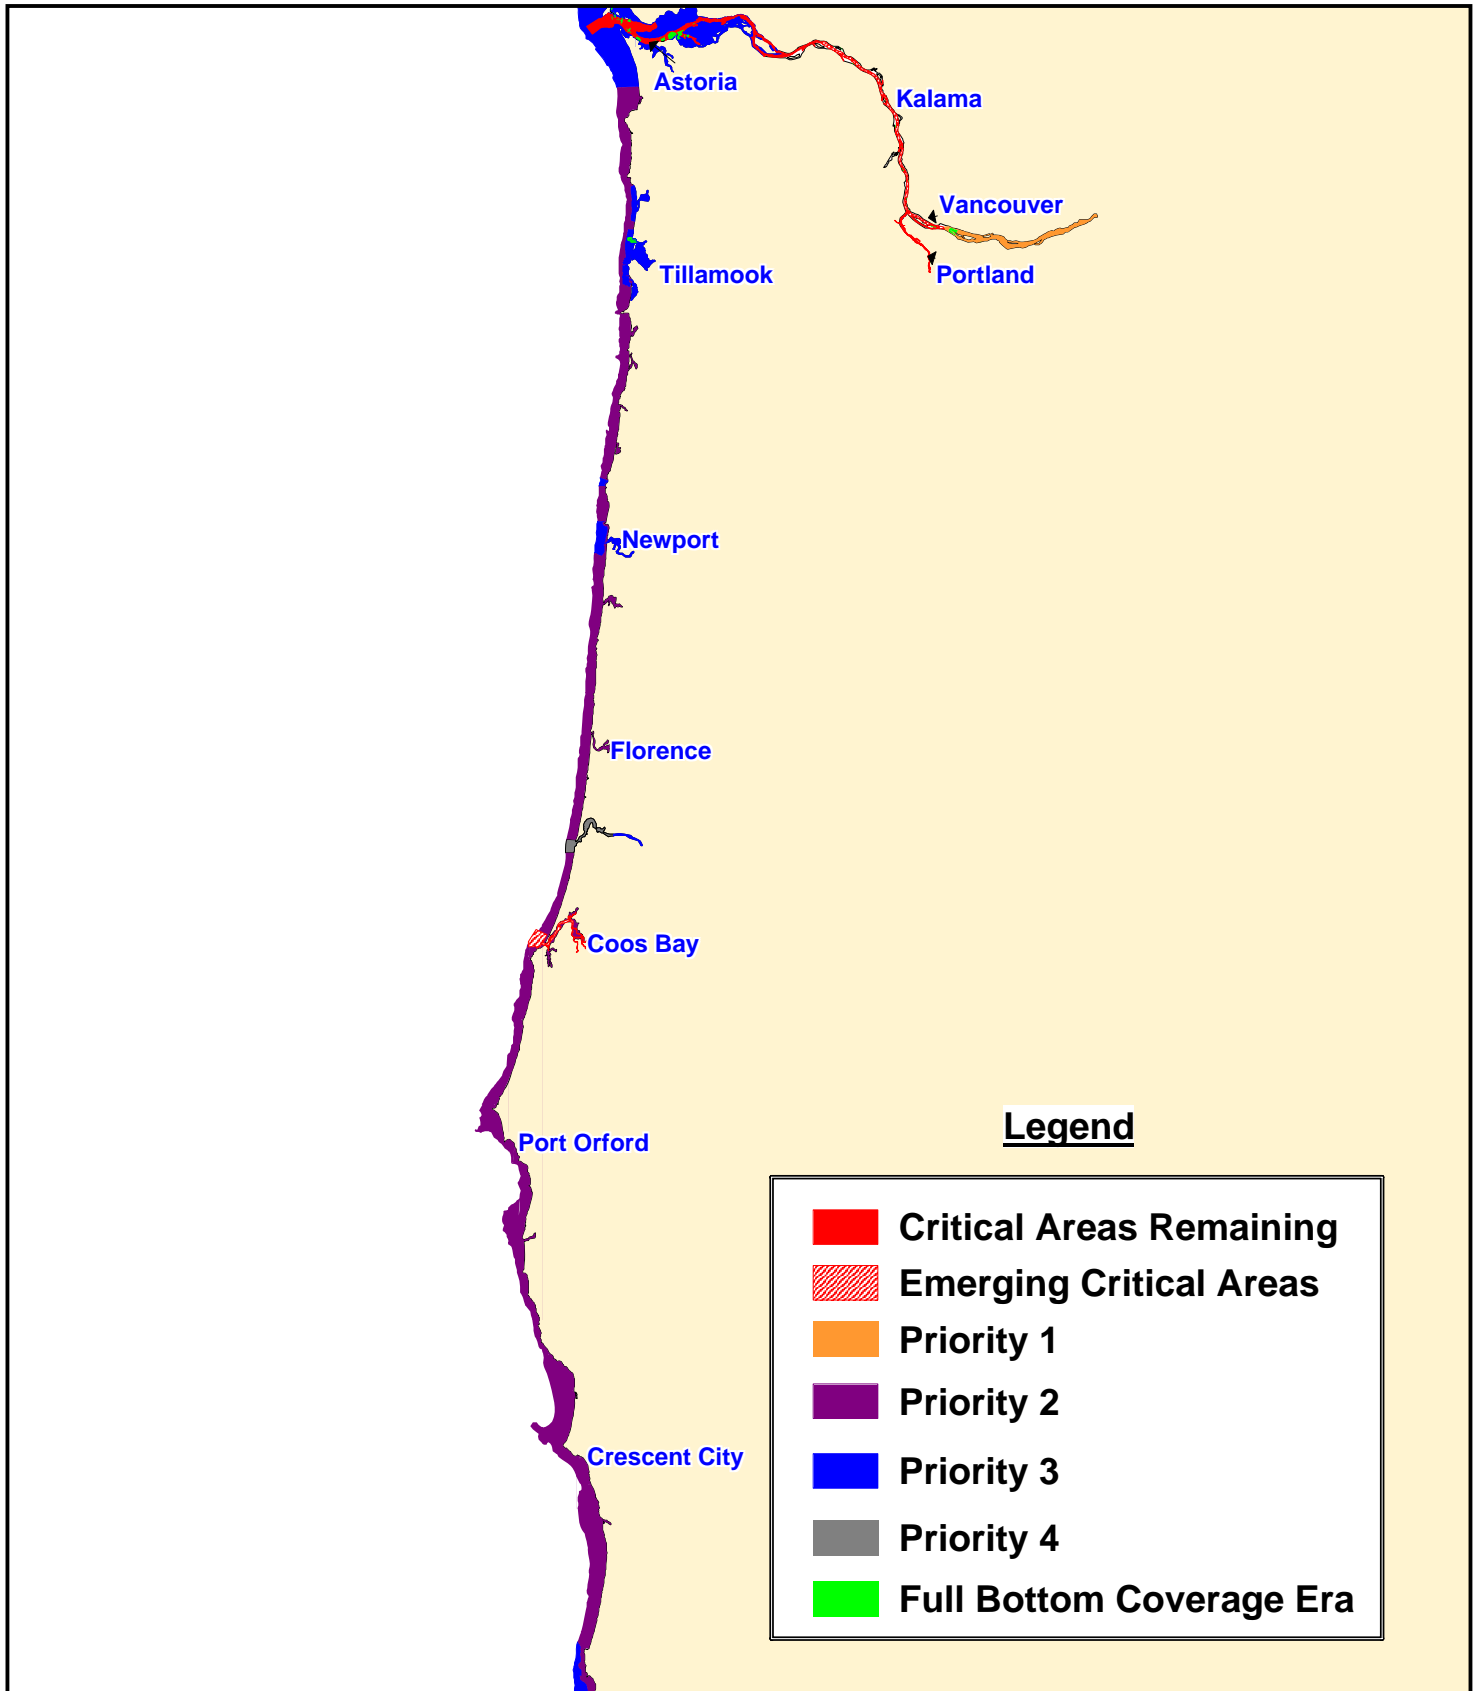 Astoria
Kalama
Vancouver
Tillamook
Portland
Newport
Florence
Coos Bay
Port Orford
Crescent City
Legend
Critical Areas Remaining
Emerging Critical Areas
Priority 1
Priority 2
Priority 3
Priority 4
Full Bottom Coverage Era